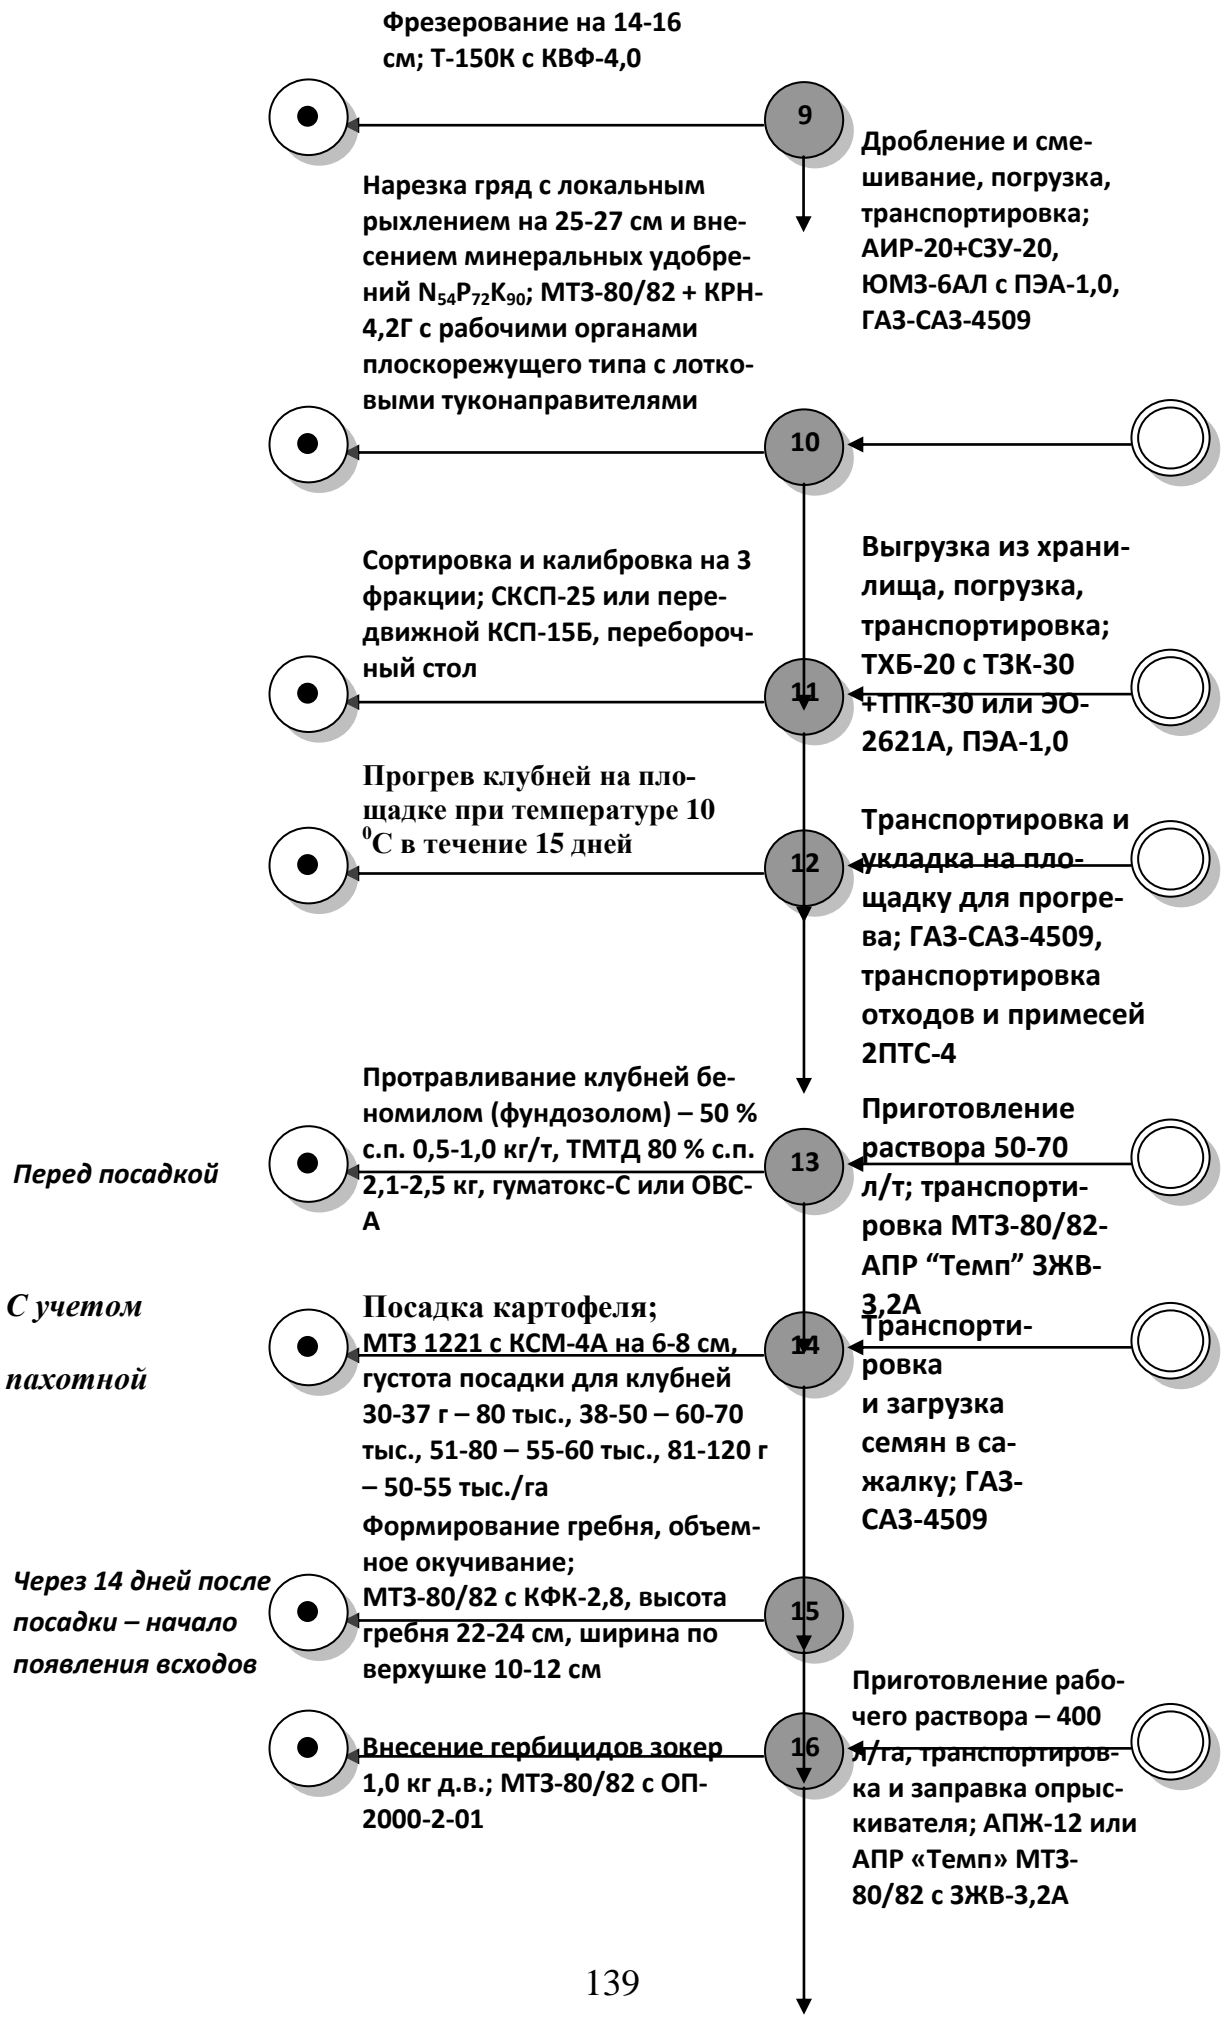 Фрезерование на 14-16
см; Т-150К с КВФ-4,0
9
Дробление и сме-
шивание, погрузка,
транспортировка;
АИР-20+СЗУ-20,
ЮМЗ-6АЛ с ПЭА-1,0,
ГАЗ-САЗ-4509
Нарезка гряд с локальным
рыхлением на 25-27 см и вне-
сением минеральных удобре-
ний N₅₄P₇₂K₉₀; МТЗ-80/82 + КРН-
4,2Г с рабочими органами
плоскорежущего типа с лотко-
выми туконаправителями
10
Сортировка и калибровка на 3
фракции; СКСП-25 или пере-
движной КСП-15Б, перебороч-
ный стол
11
Выгрузка из храни-
лища, погрузка,
транспортировка;
ТХБ-20 с ТЗК-30
+ТПК-30 или ЭО-
2621А, ПЭА-1,0
Прогрев клубней на пло-
щадке при температуре 10
⁰С в течение 15 дней
12
Транспортировка и
укладка на пло-
щадку для прогре-
ва; ГАЗ-САЗ-4509,
транспортировка
отходов и примесей
2ПТС-4
Перед посадкой
Протравливание клубней бе-
номилом (фундозолом) – 50 %
с.п. 0,5-1,0 кг/т, ТМТД 80 % с.п.
2,1-2,5 кг, гуматокс-С или ОВС-
А
13
Приготовление
раствора 50-70
л/т; транспорти-
ровка МТЗ-80/82-
АПР “Темп” ЗЖВ-
3,2А
С учетом
пахотной
Посадка картофеля;
МТЗ 1221 с КСМ-4А на 6-8 см,
густота посадки для клубней
30-37 г – 80 тыс., 38-50 – 60-70
тыс., 51-80 – 55-60 тыс., 81-120 г
– 50-55 тыс./га
14
Транспорти-
ровка
и загрузка
семян в са-
жалку; ГАЗ-
САЗ-4509
Через 14 дней после
посадки – начало
появления всходов
Формирование гребня, объем-
ное окучивание;
МТЗ-80/82 с КФК-2,8, высота
гребня 22-24 см, ширина по
верхушке 10-12 см
15
Внесение гербицидов зокер
1,0 кг д.в.; МТЗ-80/82 с ОП-
2000-2-01
16
Приготовление рабо-
чего раствора – 400
л/га, транспортиров-
ка и заправка опрыс-
кивателя; АПЖ-12 или
АПР «Темп» МТЗ-
80/82 с ЗЖВ-3,2А
139